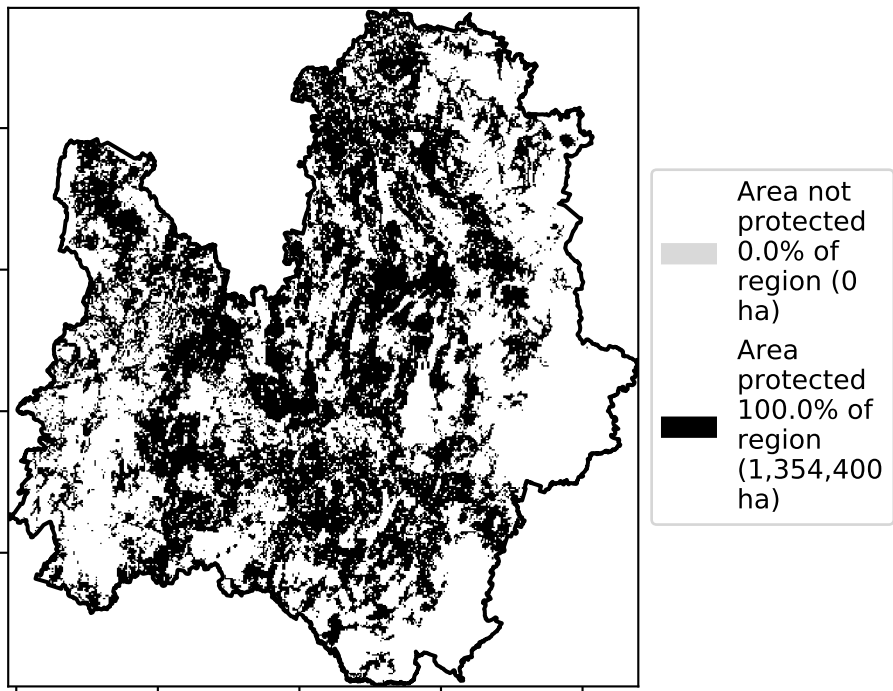 Area not
protected
0.0% of
region (0
ha)
Area
protected
100.0% of
region
(1,354,400
ha)